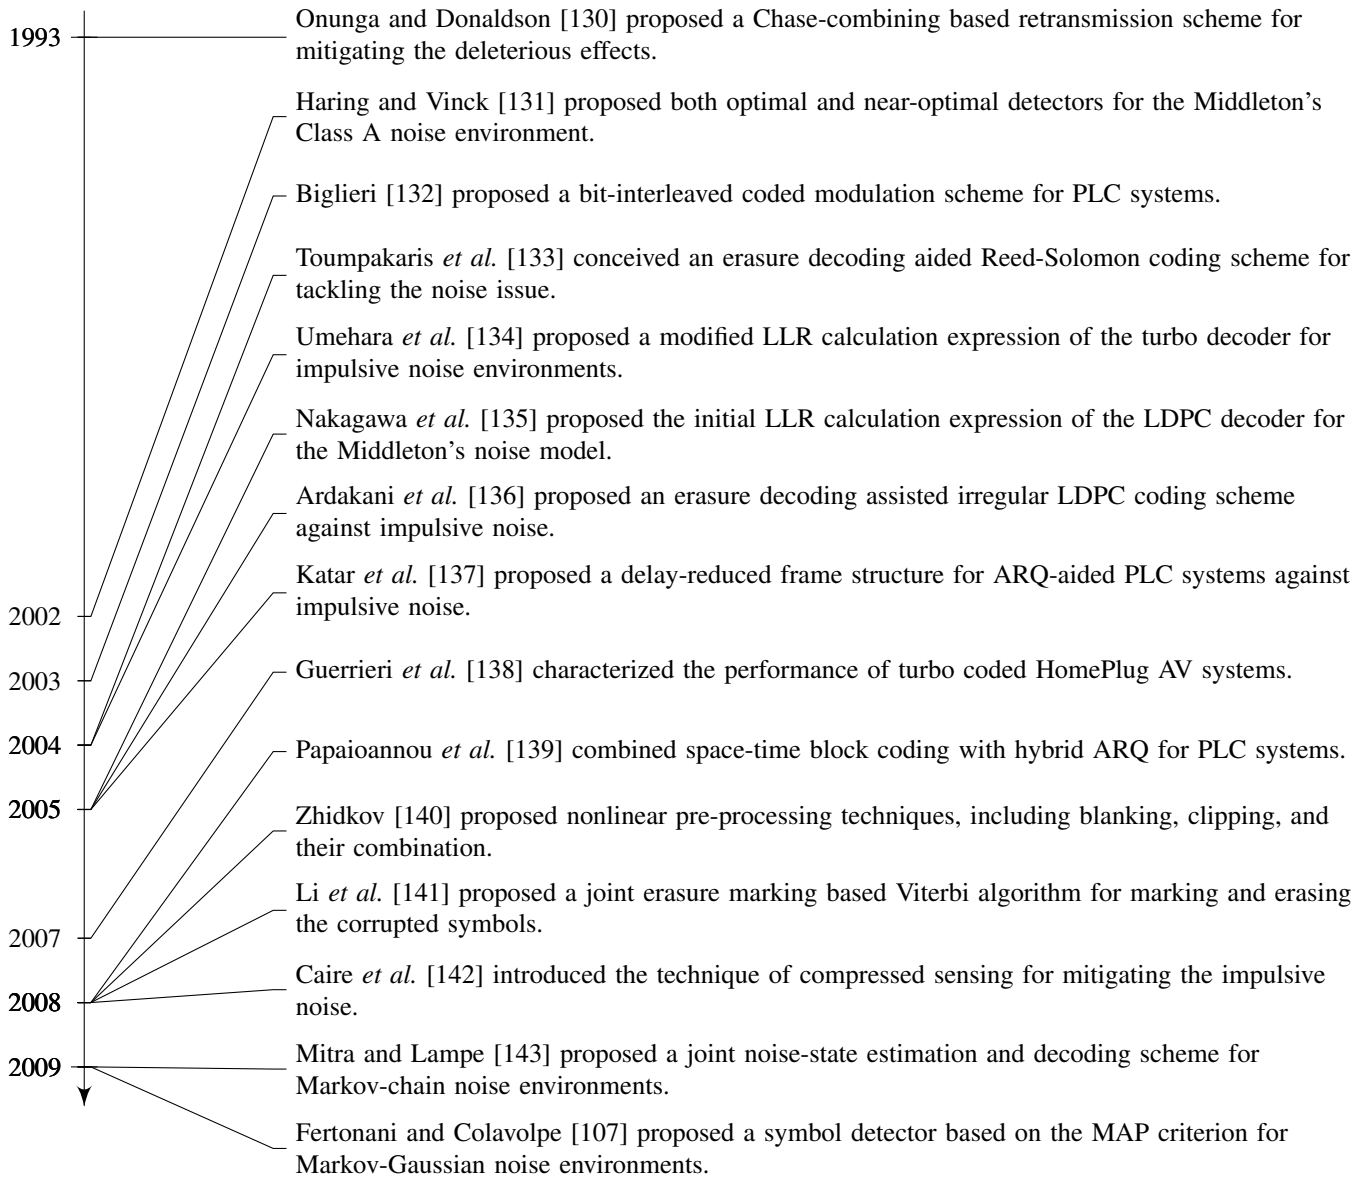 1993
Onunga and Donaldson [130] proposed a Chase-combining based retransmission scheme for
mitigating the deleterious effects.
Haring and Vinck [131] proposed both optimal and near-optimal detectors for the Middleton's
Class A noise environment.
Biglieri [132] proposed a bit-interleaved coded modulation scheme for PLC systems.
Toumpakaris et al. [133] conceived an erasure decoding aided Reed-Solomon coding scheme for
tackling the noise issue.
Umehara et al. [134] proposed a modified LLR calculation expression of the turbo decoder for
impulsive noise environments.
Nakagawa et al. [135] proposed the initial LLR calculation expression of the LDPC decoder for
the Middleton's noise model.
Ardakani et al. [136] proposed an erasure decoding assisted irregular LDPC coding scheme
against impulsive noise.
Katar et al. [137] proposed a delay-reduced frame structure for ARQ-aided PLC systems against
impulsive noise.
2002
Guerrieri et al. [138] characterized the performance of turbo coded HomePlug AV systems.
2003
2004
Papaioannou et al. [139] combined space-time block coding with hybrid ARQ for PLC systems.
2005
Zhidkov [140] proposed nonlinear pre-processing techniques, including blanking, clipping, and
their combination.
Li et al. [141] proposed a joint erasure marking based Viterbi algorithm for marking and erasing
the corrupted symbols.
2007
Caire et al. [142] introduced the technique of compressed sensing for mitigating the impulsive
noise.
2008
Mitra and Lampe [143] proposed a joint noise-state estimation and decoding scheme for
Markov-chain noise environments.
2009
Fertonani and Colavolpe [107] proposed a symbol detector based on the MAP criterion for
Markov-Gaussian noise environments.